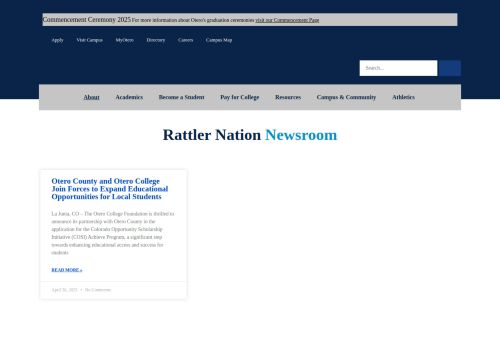 Commencement Ceremony 2025 For more information about Otero's graduation ceremonies visit our Commencement Page
Apply Visit Campus MyOtero Directory Careers Campus Map
Search...
About Academics Become a Student Pay for College Resources Campus & Community Athletics
Rattler Nation Newsroom
Otero County and Otero College
Join Forces to Expand Educational
Opportunities for Local Students
La Junta, CO – The Otero College Foundation is thrilled to
announce its partnership with Otero County in the
application for the Colorado Opportunity Scholarship
Initiative (COSI) Achieve Program, a significant step
towards enhancing educational access and success for
students
READ MORE »
April 30, 2025 • No Comments